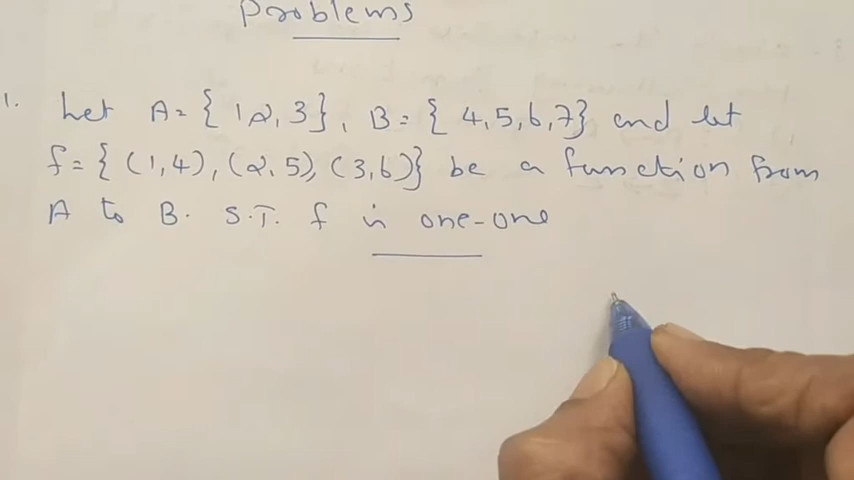 Problems
1. Let A = { 1 2, 3 }, B = { 4, 5, 6, 7 } and let
f = { (1, 4), (2, 5), (3, 6) } be a function from
A to B. S.T. f is one-one